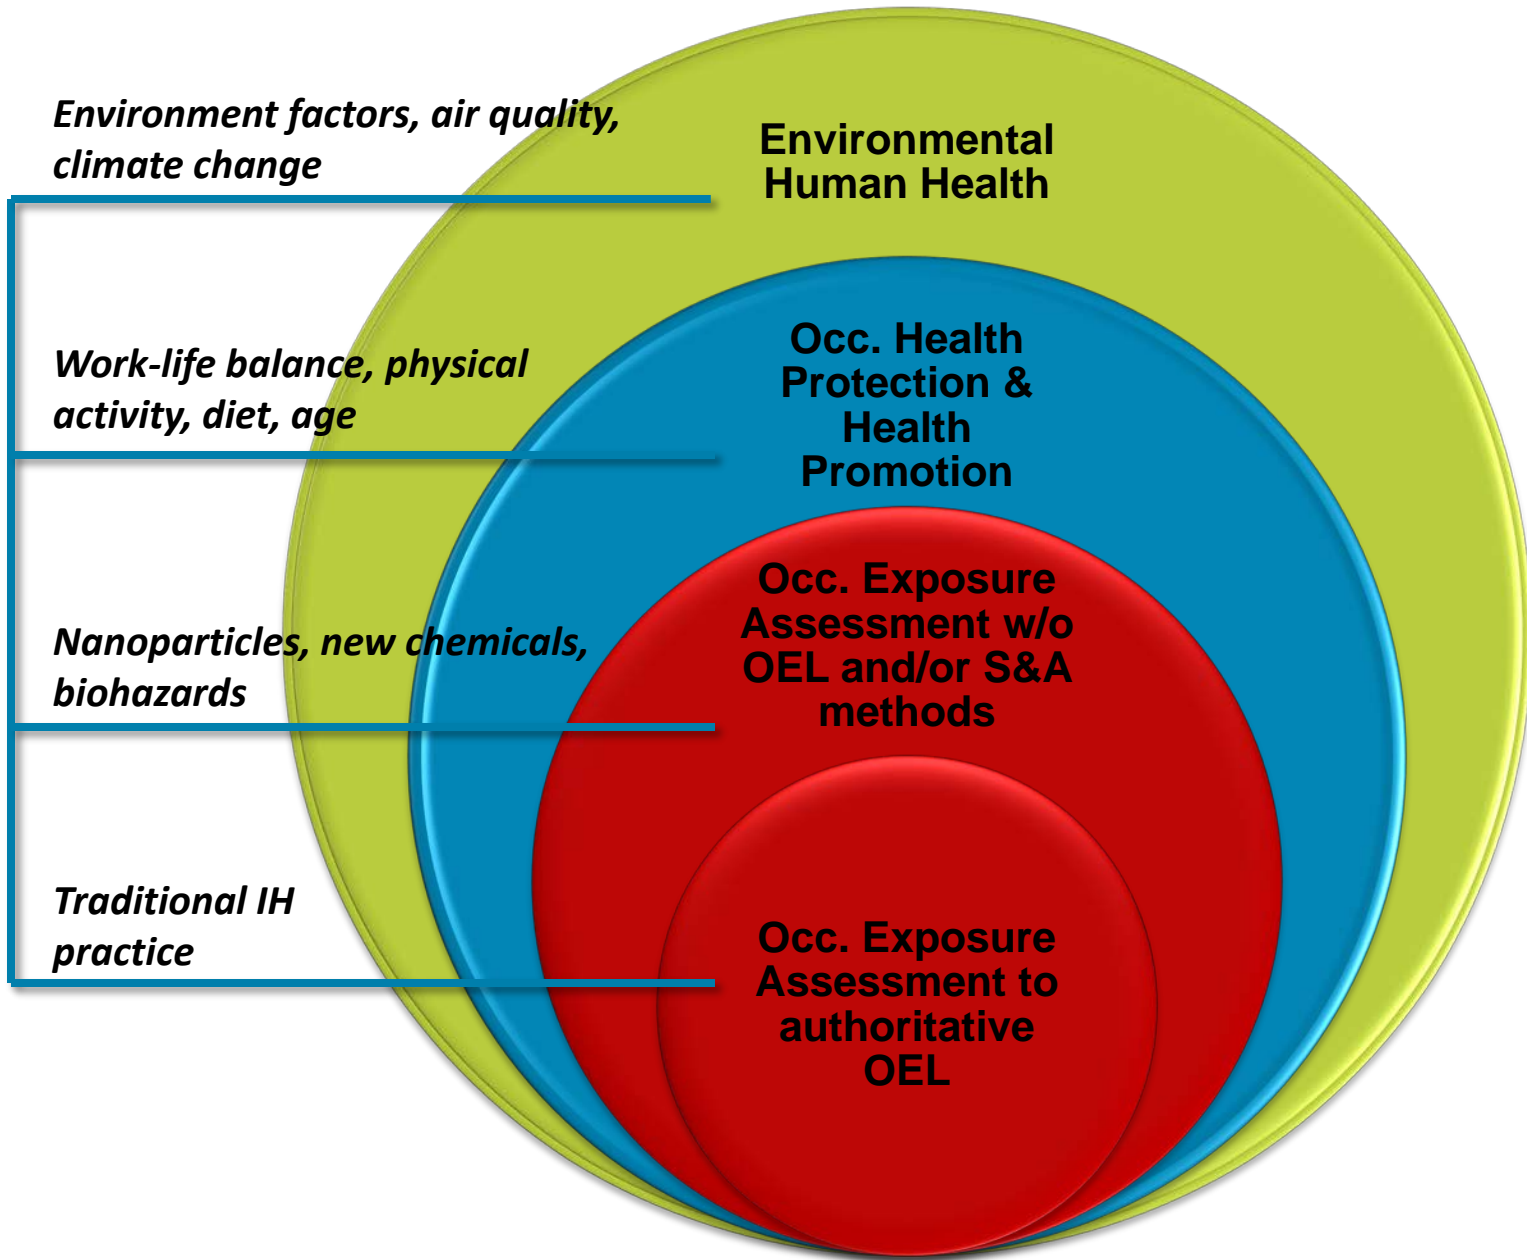 Environment factors, air quality,
climate change
Environmental
Human Health
Work-life balance, physical
activity, diet, age
Occ. Health
Protection &
Health
Promotion
Nanoparticles, new chemicals,
biohazards
Occ. Exposure
Assessment w/o
OEL and/or S&A
methods
Traditional IH
practice
Occ. Exposure
Assessment to
authoritative
OEL